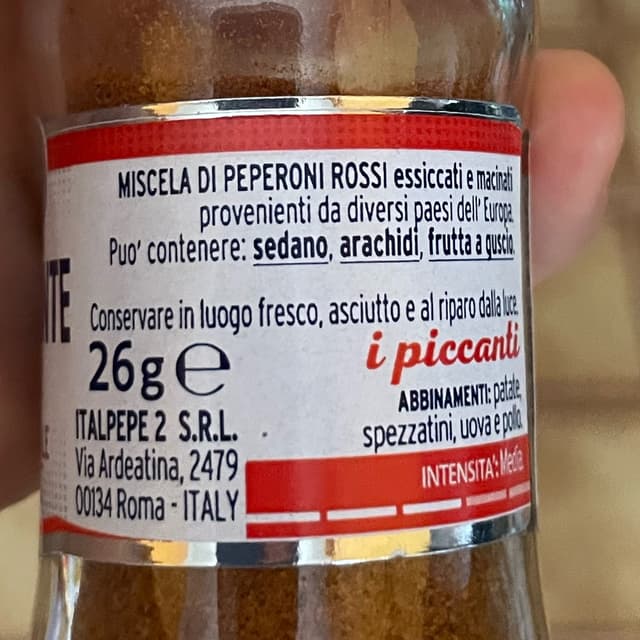 MISCELA DI PEPERONI ROSSI essiccati e macinati
provenienti da diversi paesi dell' Europa.
Puo' contenere: sedano, arachidi, frutta a guscio.
Conservare in luogo fresco, asciutto e al riparo dalla luce.
26g e
i piccanti
ABBINAMENTI: patate,
spezzatini, uova e pollo.
ITALPEPE 2 S.R.L.
Via Ardeatina, 2479
00134 Roma - ITALY
INTENSITA': Media